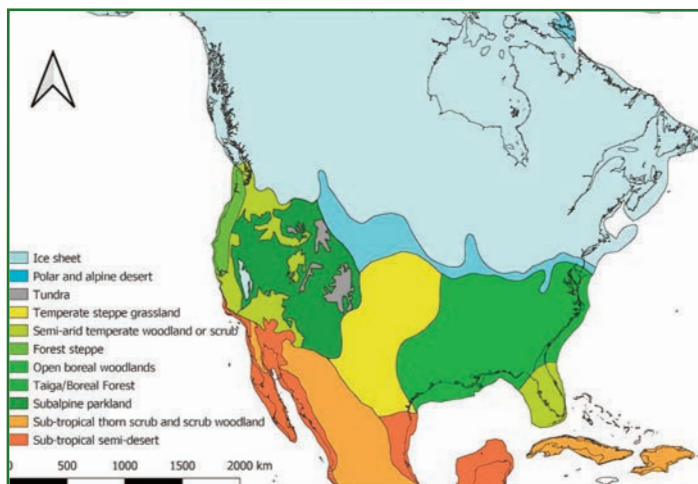 Ice sheet
Polar and alpine desert
Tundra
Temperate steppe grassland
Semi-arid temperate woodland or scrub
Forest steppe
Open boreal woodlands
Taiga/Boreal Forest
Subalpine parkland
Sub-tropical thorn scrub and scrub woodland
Sub-tropical semi-desert
0 500 1000 1500 2000 km